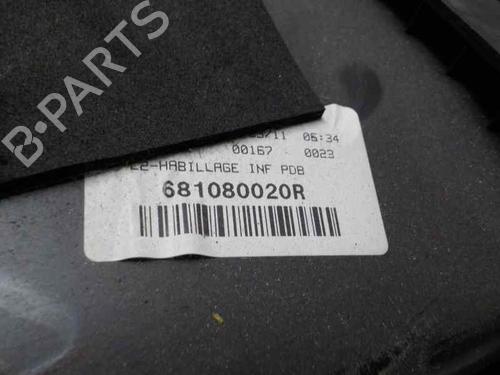 B-PARTS
05:34
00167 0023
HABILLAGE INF PDB
681080020R